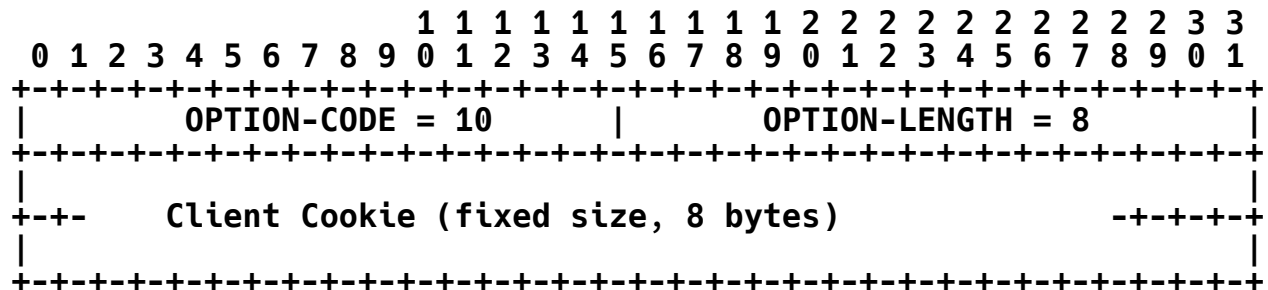 1 1 1 1 1 1 1 1 1 1 2 2 2 2 2 2 2 2 2 2 3 3
 0 1 2 3 4 5 6 7 8 9 0 1 2 3 4 5 6 7 8 9 0 1 2 3 4 5 6 7 8 9 0 1
+-+-+-+-+-+-+-+-+-+-+-+-+-+-+-+-+-+-+-+-+-+-+-+-+-+-+-+-+-+-+-+-+
|        OPTION-CODE = 10      |       OPTION-LENGTH = 8        |
+-+-+-+-+-+-+-+-+-+-+-+-+-+-+-+-+-+-+-+-+-+-+-+-+-+-+-+-+-+-+-+-+
|                                                               |
+-+-    Client Cookie (fixed size, 8 bytes)              -+-+-+-+
|                                                               |
+-+-+-+-+-+-+-+-+-+-+-+-+-+-+-+-+-+-+-+-+-+-+-+-+-+-+-+-+-+-+-+-+